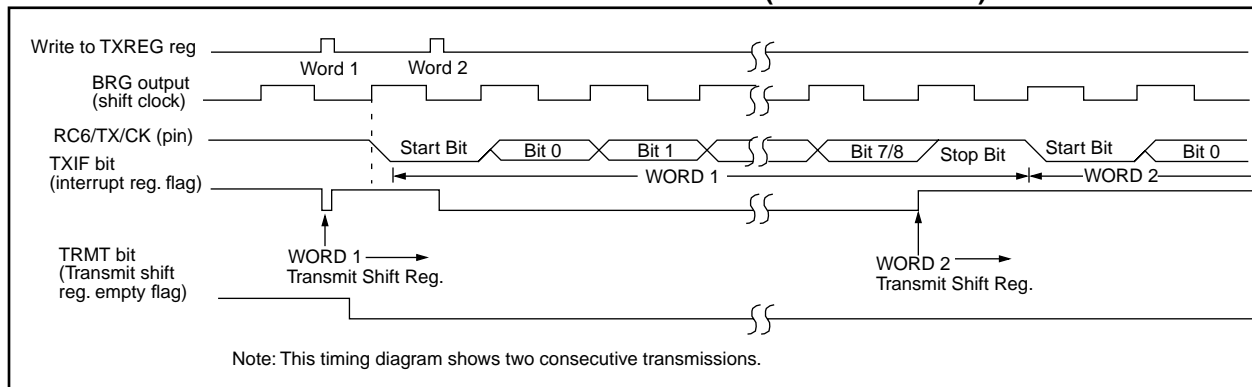 Write to TXREG reg
Word 1
Word 2
BRG output
(shift clock)
RC6/TX/CK (pin)
Start Bit
Bit 0
Bit 1
Bit 7/8
Stop Bit
Start Bit
Bit 0
TXIF bit
(interrupt reg. flag)
WORD 1
WORD 2
TRMT bit
(Transmit shift
reg. empty flag)
WORD 1
Transmit Shift Reg.
WORD 2
Transmit Shift Reg.
Note: This timing diagram shows two consecutive transmissions.